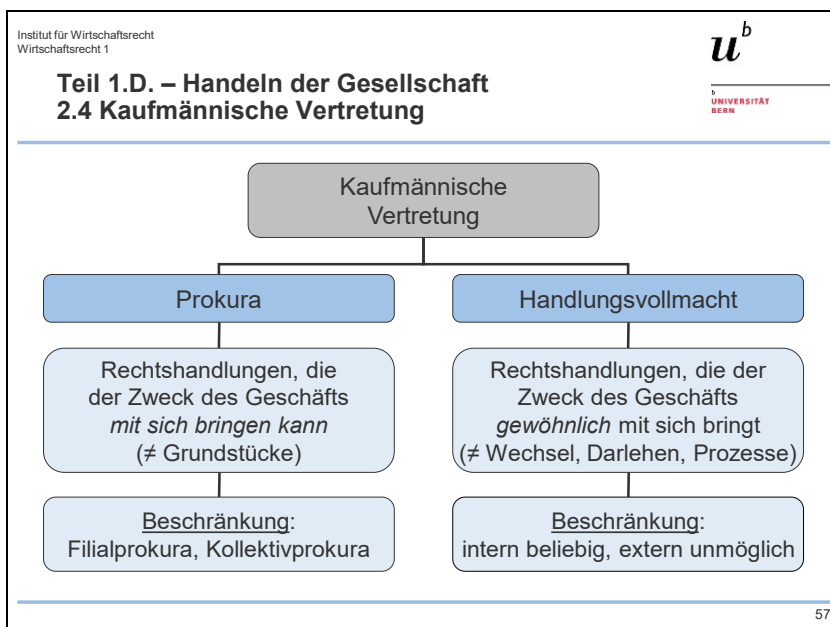 Institut für Wirtschaftsrecht
Wirtschaftsrecht 1
u^b
b
UNIVERSITÄT
BERN
Teil 1.D. – Handeln der Gesellschaft
2.4 Kaufmännische Vertretung
Kaufmännische
Vertretung
Prokura
Handlungsvollmacht
Rechtshandlungen, die
der Zweck des Geschäfts
mit sich bringen kann
(≠ Grundstücke)
Rechtshandlungen, die der
Zweck des Geschäfts
gewöhnlich mit sich bringt
(≠ Wechsel, Darlehen, Prozesse)
Beschränkung:
Filialprokura, Kollektivprokura
Beschränkung:
intern beliebig, extern unmöglich
57